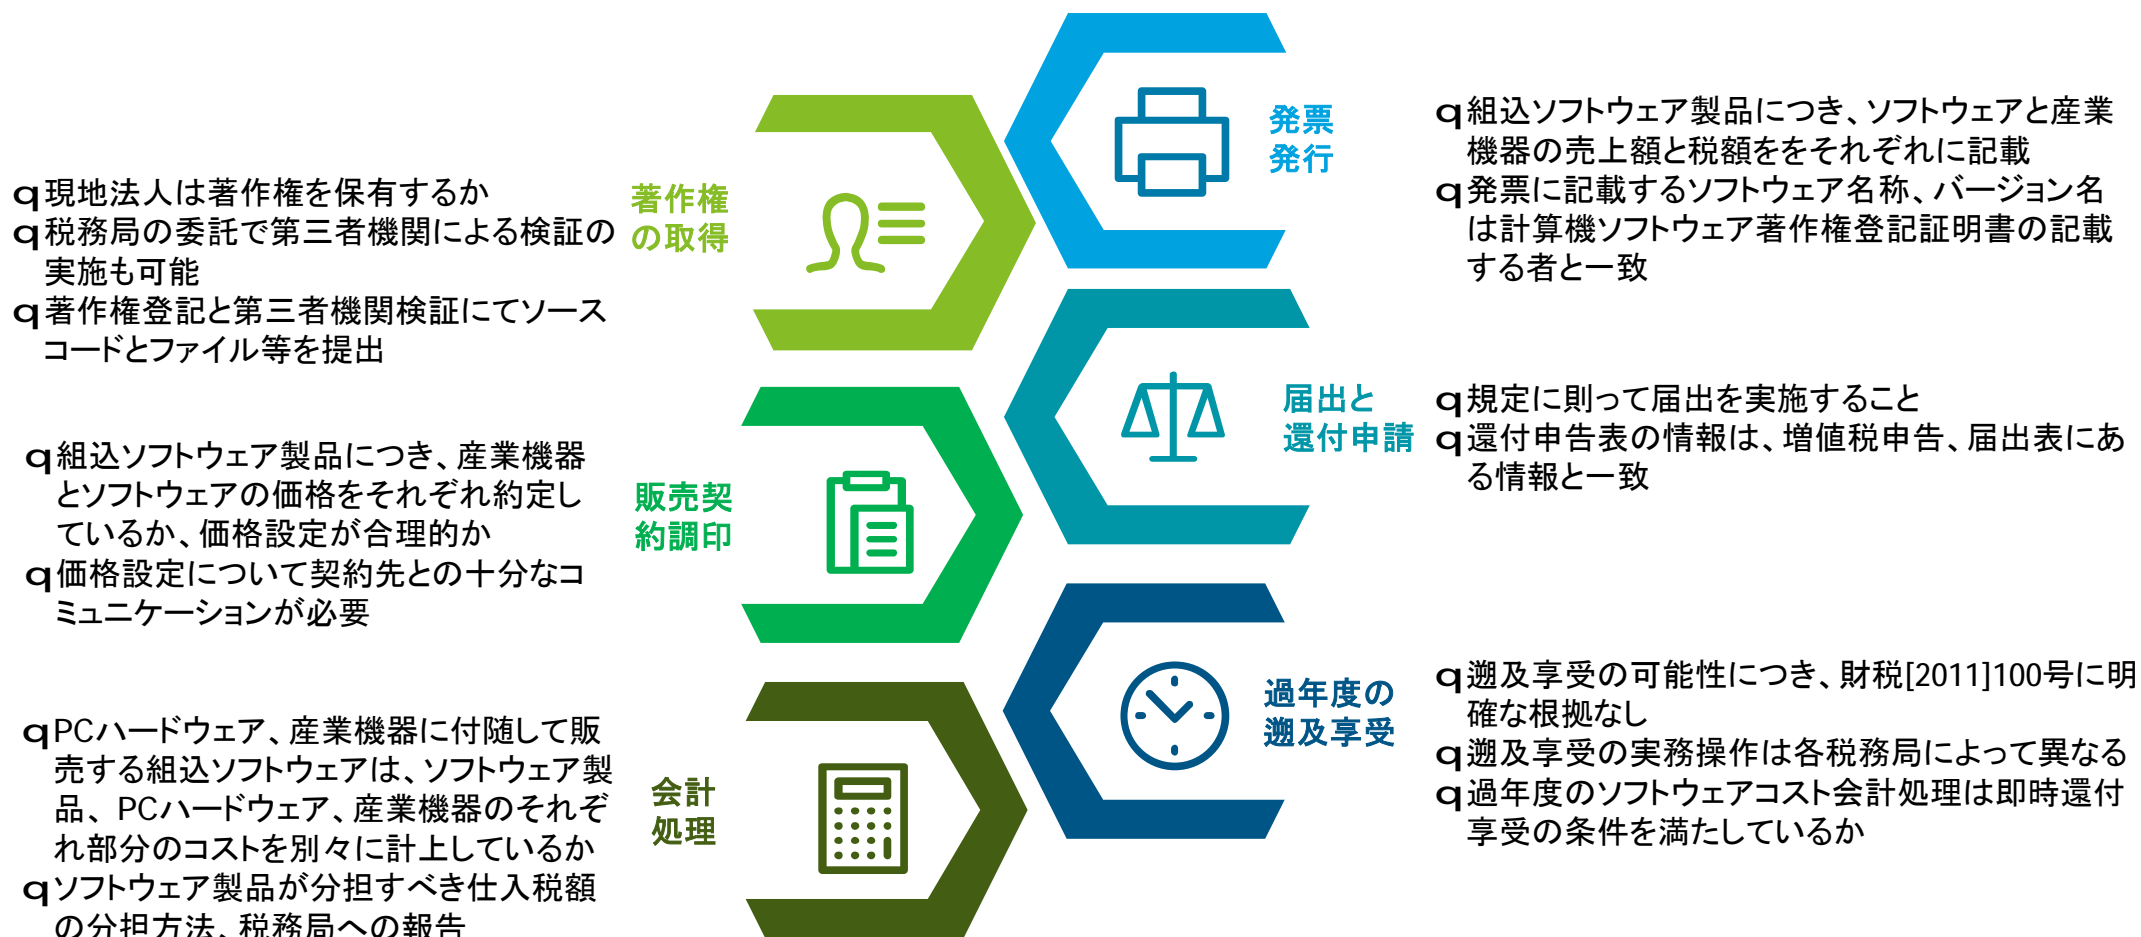 著作権
の取得
q現地法人は著作権を保有するか
q税務局の委託で第三者機関による検証の
実施も可能
q著作権登記と第三者機関検証にてソース
コードとファイル等を提出
販売契
約調印
q組込ソフトウェア製品につき、産業機器
とソフトウェアの価格をそれぞれ約定し
ているか、価格設定が合理的か
q価格設定について契約先との十分なコ
ミュニケーションが必要
会計
処理
qPCハードウェア、産業機器に付随して販
売する組込ソフトウェアは、ソフトウェア製
品、PCハードウェア、産業機器のそれぞ
れ部分のコストを別々に計上しているか
qソフトウェア製品が分担すべき仕入税額
の分担方法、税務局への報告
発票
発行
q組込ソフトウェア製品につき、ソフトウェアと産業
機器の売上額と税額ををそれぞれに記載
q発票に記載するソフトウェア名称、バージョン名
は計算機ソフトウェア著作権登記証明書の記載
する者と一致
届出と
還付申請
q規定に則って届出を実施すること
q還付申告表の情報は、増値税申告、届出表にあ
る情報と一致
過年度の
遡及享受
q遡及享受の可能性につき、財税[2011]100号に明
確な根拠なし
q遡及享受の実務操作は各税務局によって異なる
q過年度のソフトウェアコスト会計処理は即時還付
享受の条件を満たしているか